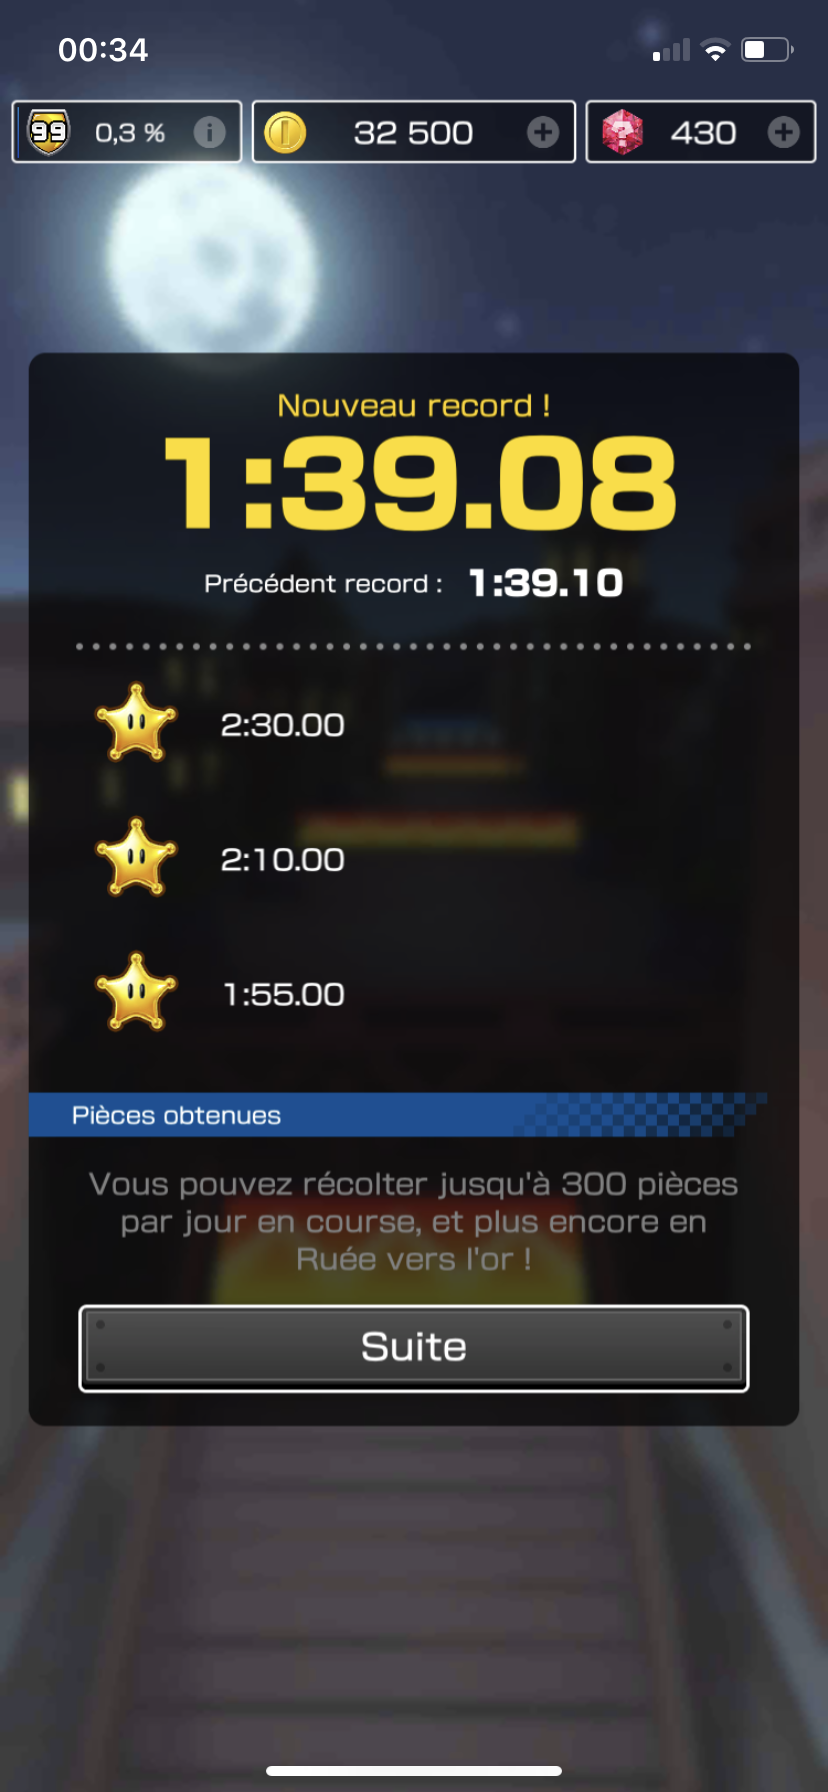 00:34
99 0,3 % i 32 500 + ? 430 +
Nouveau record !
1:39.08
Précédent record : 1:39.10
2:30.00
2:10.00
1:55.00
Pièces obtenues
Vous pouvez récolter jusqu'à 300 pièces
par jour en course, et plus encore en
Ruée vers l'or !
Suite